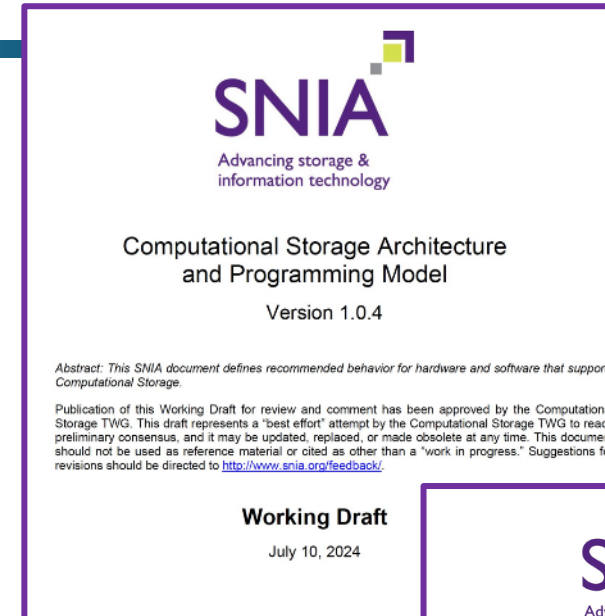 SNIA
Advancing storage &
information technology
Computational Storage Architecture
and Programming Model
Version 1.0.4
Abstract: This SNIA document defines recommended behavior for hardware and software that support
Computational Storage.
Publication of this Working Draft for review and comment has been approved by the Computation
Storage TWG. This draft represents a "best effort" attempt by the Computational Storage TWG to reac
preliminary consensus, and it may be updated, replaced, or made obsolete at any time. This documen
should not be used as reference material or cited as other than a "work in progress." Suggestions fo
revisions should be directed to http://www.snia.org/feedback/.
Working Draft
July 10, 2024
S
Adv